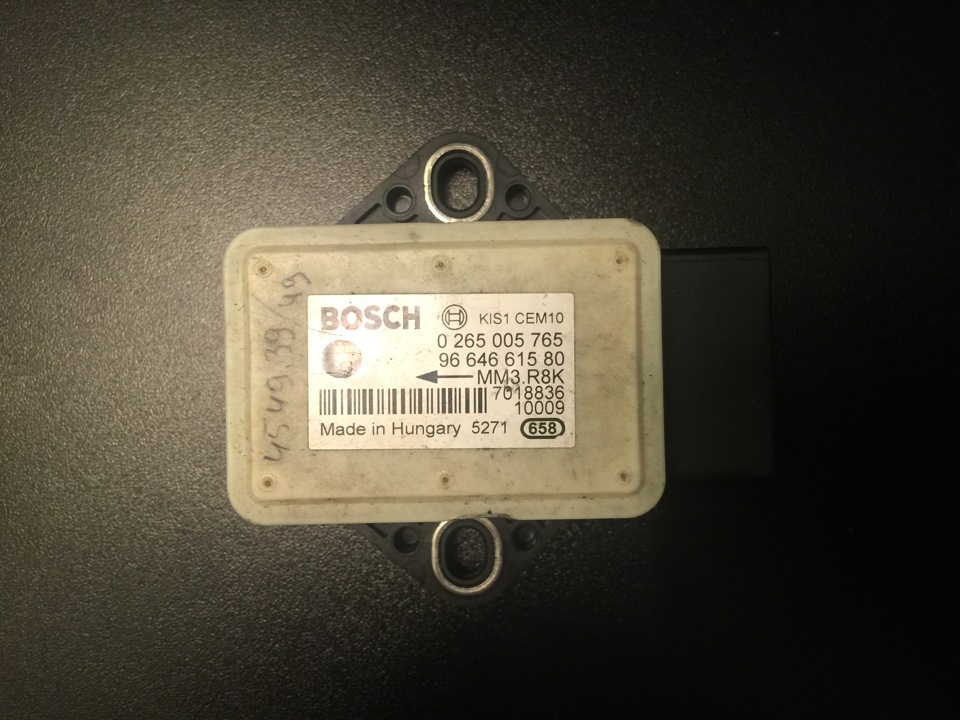 BOSCH KIS1 CEM10
0 265 005 765
96 646 615 80
MM3.R8K
7018836
10009
Made in Hungary 5271 658
4549.39/49